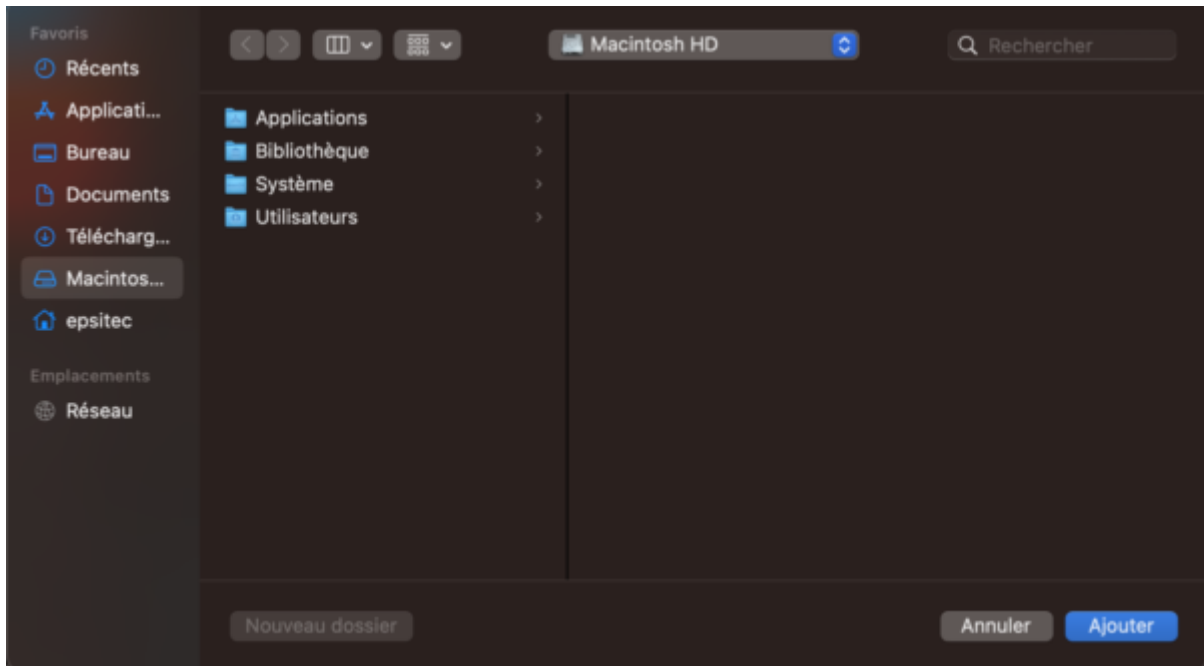 Favoris
Récents
Applicati...
Bureau
Documents
Télécharg...
Macintos...
epsitec
Emplacements
Réseau
Macintosh HD
Rechercher
Applications
Bibliothèque
Système
Utilisateurs
Nouveau dossier
Annuler
Ajouter